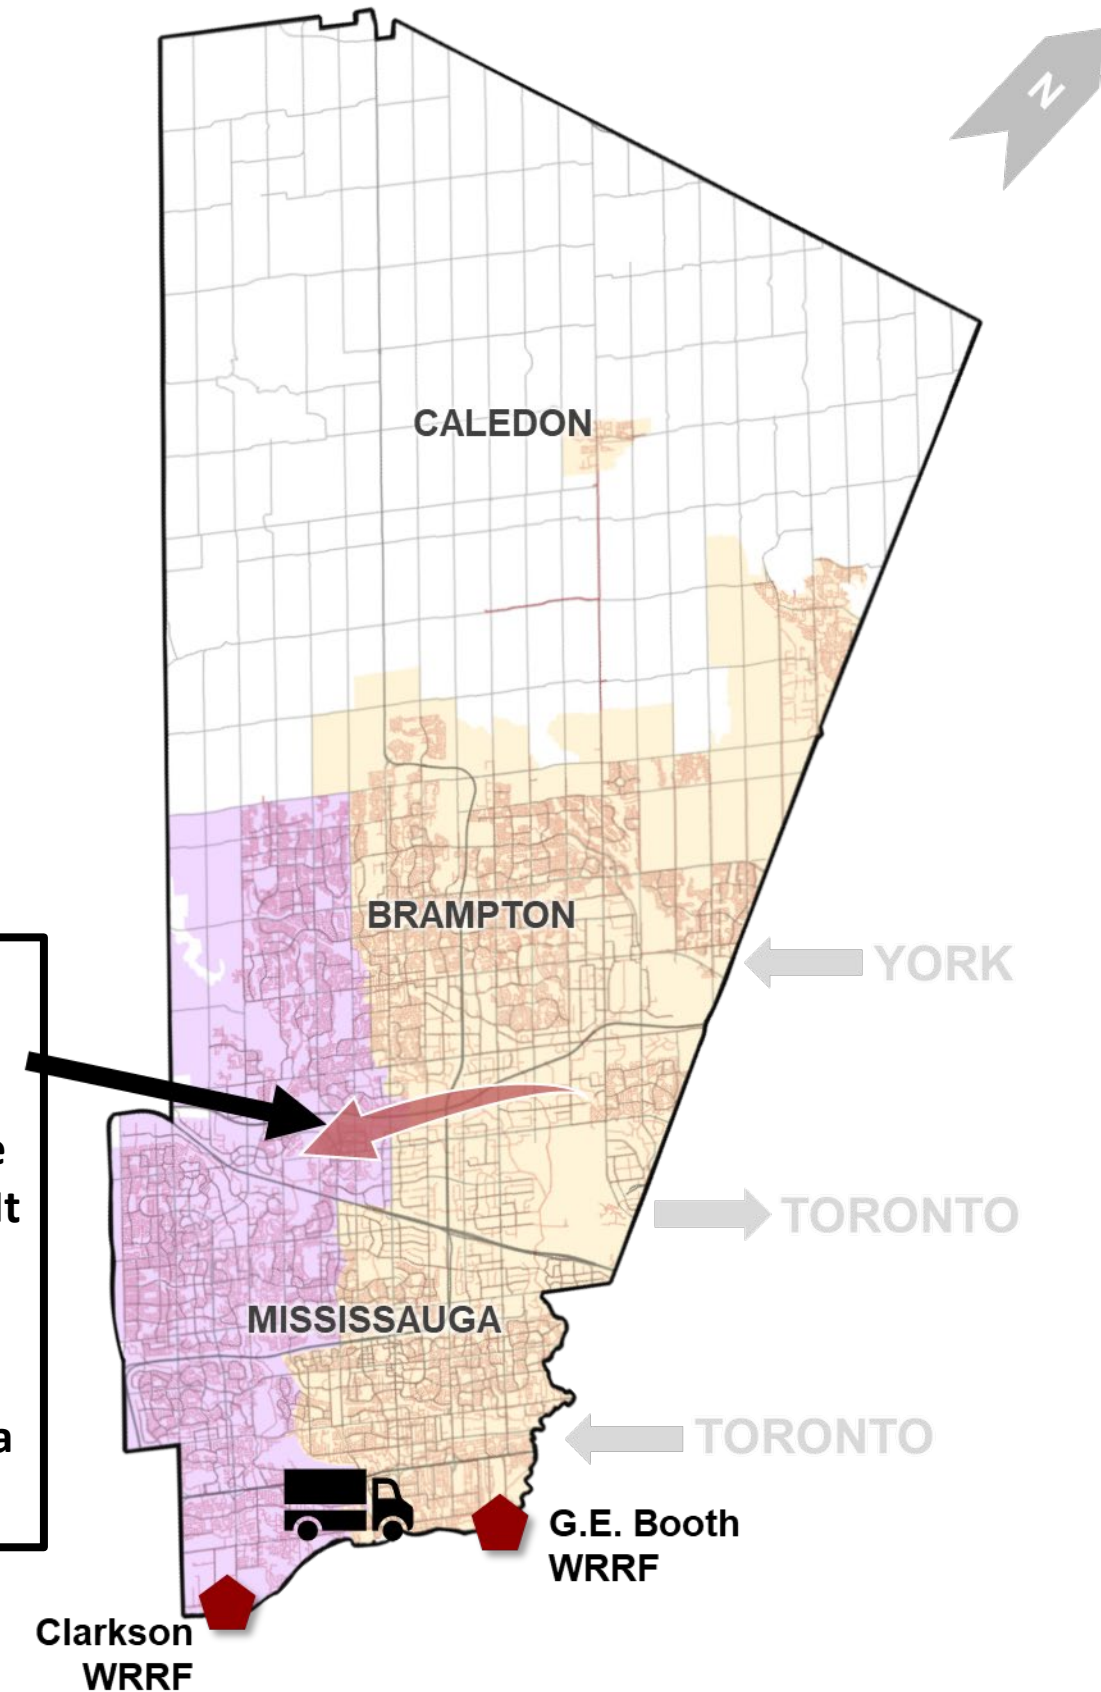 N
CALEDON
BRAMPTON
YORK
TORONTO
MISSISSAUGA
TORONTO
G.E. Booth
WRRF
Clarkson
WRRF